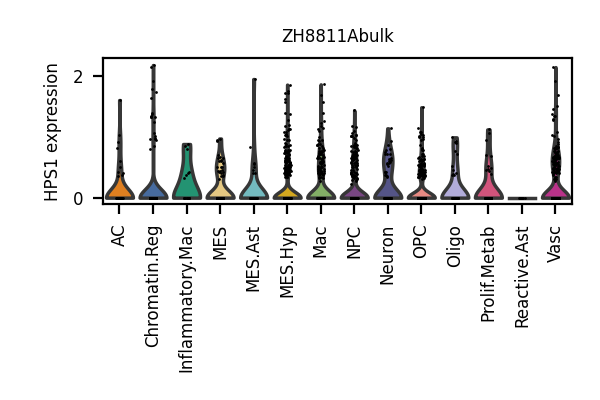 ZH8811Abulk
HPS1 expression
2
0
AC
Chromatin.Reg
Inflammatory.Mac
MES
MES.Ast
MES.Hyp
Mac
NPC
Neuron
OPC
Oligo
Prolif.Metab
Reactive.Ast
Vasc